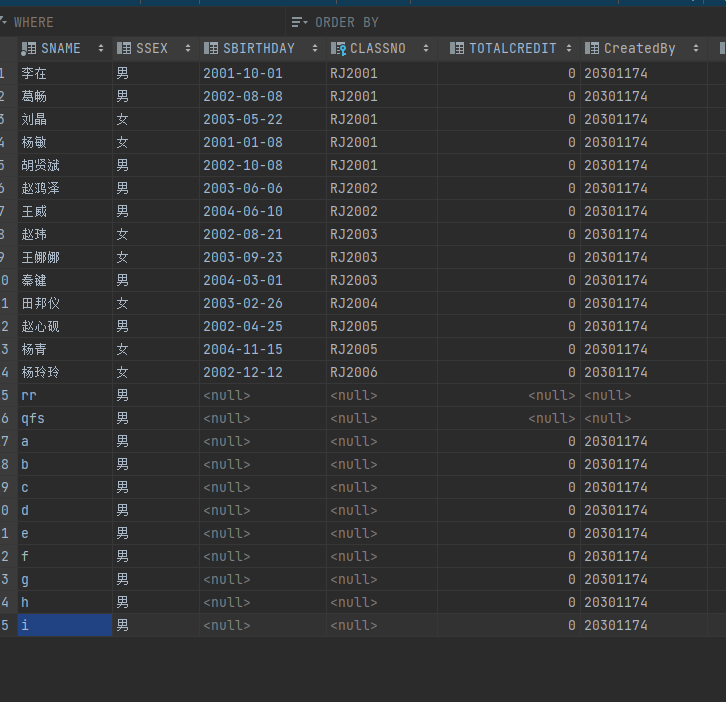 WHERE ORDER BY
SNAME SSEX SBIRTHDAY CLASSNO TOTALCREDIT CreatedBy
1 李在 男 2001-10-01 RJ2001 0 20301174
2 葛畅 男 2002-08-08 RJ2001 0 20301174
3 刘晶 女 2003-05-22 RJ2001 0 20301174
4 杨敏 女 2001-01-08 RJ2001 0 20301174
5 胡贤斌 男 2002-10-08 RJ2001 0 20301174
6 赵鸿泽 男 2003-06-06 RJ2002 0 20301174
7 王威 男 2004-06-10 RJ2002 0 20301174
8 赵玮 女 2002-08-21 RJ2003 0 20301174
9 王娜娜 女 2003-09-23 RJ2003 0 20301174
0 秦键 男 2004-03-01 RJ2003 0 20301174
1 田邦仪 女 2003-02-26 RJ2004 0 20301174
2 赵心砚 男 2002-04-25 RJ2005 0 20301174
3 杨青 女 2004-11-15 RJ2005 0 20301174
4 杨玲玲 女 2002-12-12 RJ2006 0 20301174
5 rr 男 <null> <null> <null> <null>
6 qfs 男 <null> <null> <null> <null>
7 a 男 <null> <null> 0 20301174
8 b 男 <null> <null> 0 20301174
9 c 男 <null> <null> 0 20301174
0 d 男 <null> <null> 0 20301174
1 e 男 <null> <null> 0 20301174
2 f 男 <null> <null> 0 20301174
3 g 男 <null> <null> 0 20301174
4 h 男 <null> <null> 0 20301174
5 i 男 <null> <null> 0 20301174